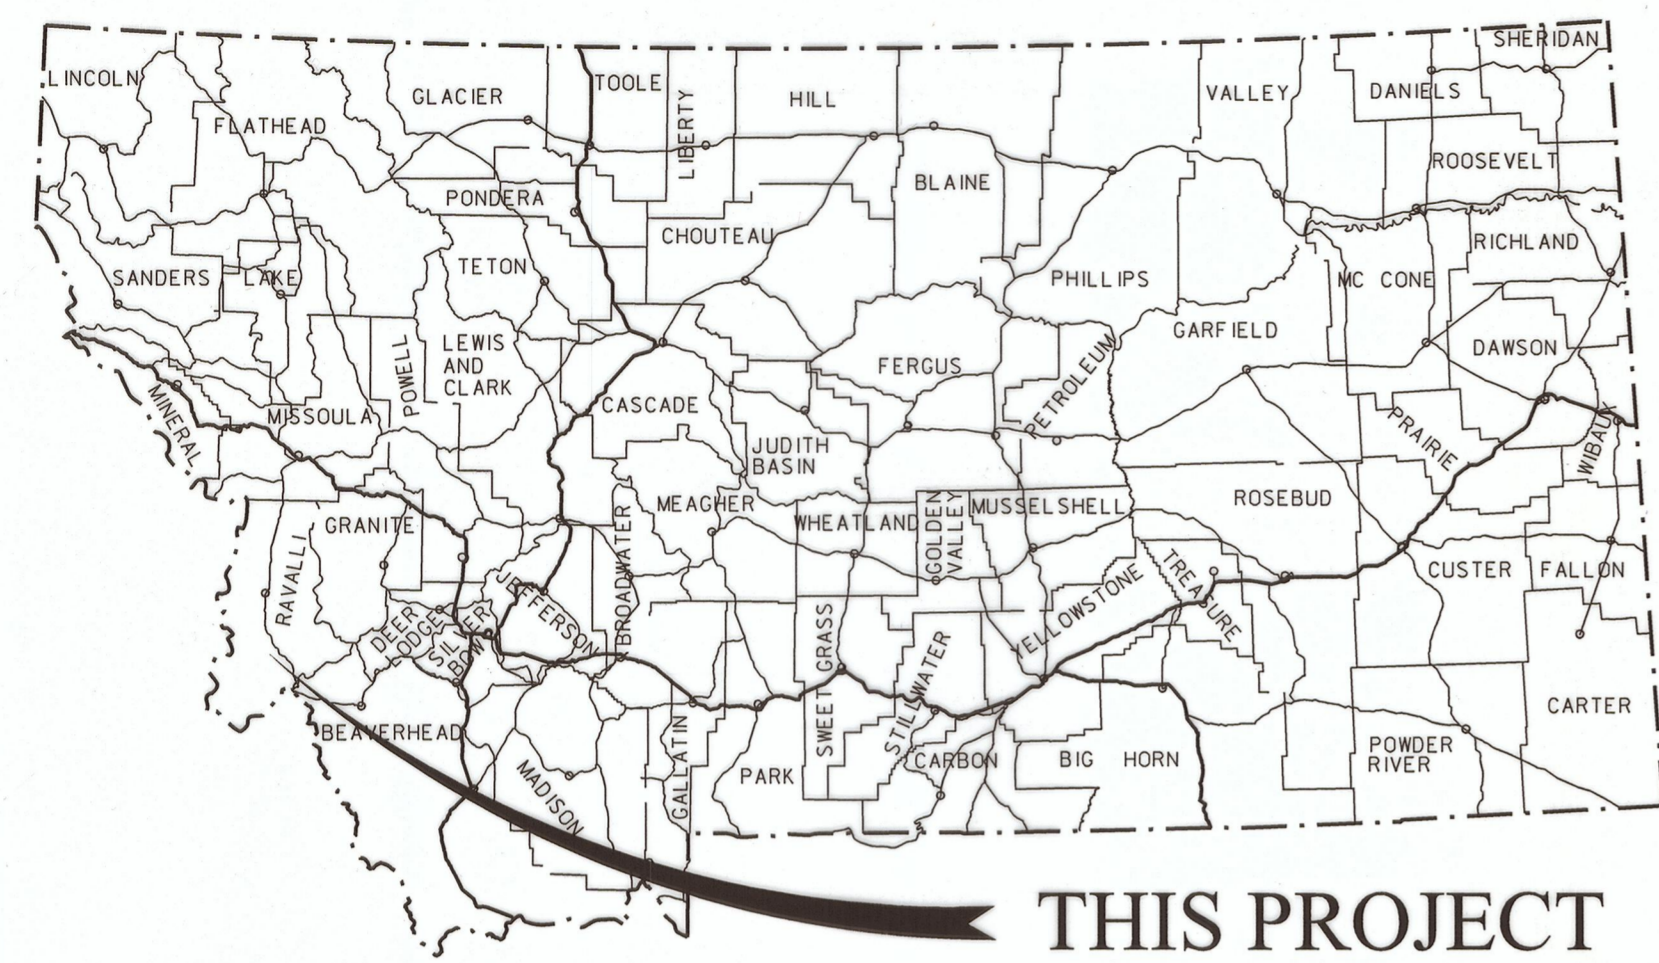 LINCOLN
FLATHEAD
GLACIER
TOOLE
LIBERTY
HILL
BLAINE
VALLEY
DANIELS
SHERIDAN
ROOSEVELT
PONDERA
CHOUTEAU
PHILLIPS
RICHLAND
MC CONE
SANDERS
LAKE
TETON
GARFIELD
DAWSON
LEWIS
AND
CLARK
POWELL
MINERAL
MISSOULA
CASCADE
FERGUS
PETROLEUM
PRAIRIE
WIBAUX
JUDITH
BASIN
MEAGHER
WHEATLAND
GOLDEN
VALLEY
MUSSELSHELL
ROSEBUD
GRANITE
RAVALLI
BROADWATER
JEFFERSON
DEER
LODGE
SILVER
BOW
YELLOWSTONE
TREASURE
CUSTER
FALLON
SWEET GRASS
STILLWATER
BEAVERHEAD
MADISON
GALLATIN
PARK
CARBON
BIG HORN
POWDER
RIVER
CARTER
THIS PROJECT